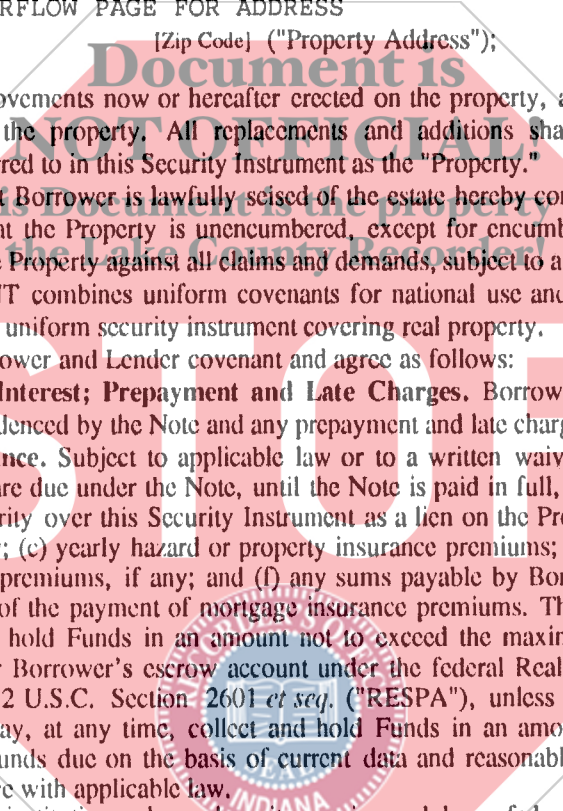 RFLOW PAGE FOR ADDRESS
[Zip Code] ("Property Address");
Document is
ovements now or hereafter erected on the property, a
NOT OFFICIAL!
the property. All replacements and additions sha
rred to in this Security Instrument as the "Property."
t Borrower is lawfully seised of the estate hereby con
is Document is the property
nt the Property is unencumbered, except for encumb
the Lake County Recorder!
e Property against all claims and demands, subject to a
NT combines uniform covenants for national use and
uniform security instrument covering real property.
ower and Lender covenant and agree as follows:
STOP
Interest; Prepayment and Late Charges. Borrow
denced by the Note and any prepayment and late charg
nce. Subject to applicable law or to a written waiv
are due under the Note, until the Note is paid in full,
rity over this Security Instrument as a lien on the Pro
; (c) yearly hazard or property insurance premiums;
premiums, if any; and (f) any sums payable by Bor
of the payment of mortgage insurance premiums. Th
hold Funds in an amount not to exceed the maxin
r Borrower's escrow account under the federal Real
2 U.S.C. Section 2601 et seq. ("RESPA"), unless
ay, at any time, collect and hold Funds in an amo
unds due on the basis of current data and reasonabl
re with applicable law.
INDIANA